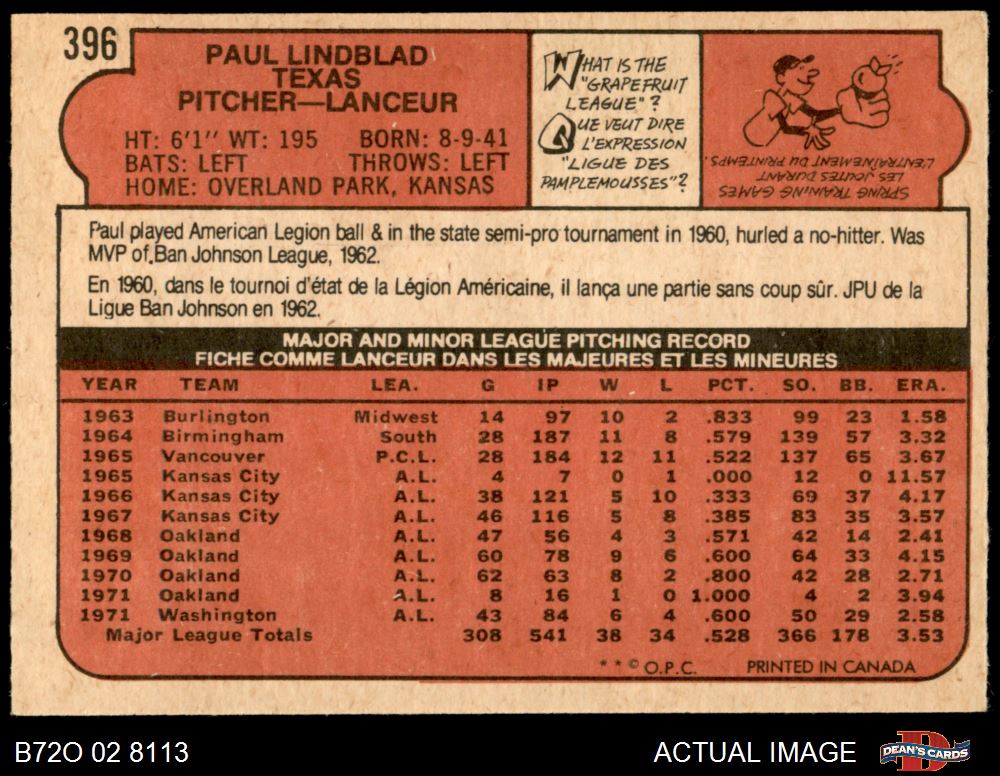 396
PAUL LINDBLAD
TEXAS
PITCHER—LANCEUR
HT: 6'1" WT: 195 BORN: 8-9-41
BATS: LEFT THROWS: LEFT
HOME: OVERLAND PARK, KANSAS
WHAT IS THE
"GRAPEFRUIT
LEAGUE"?
QUE VEUT DIRE
L'EXPRESSION
"LIGUE DES
PAMPLEMOUSSES"?
SPRING TRAINING GAMES
LES JOUTES DURANT
L'ENTRAÎNEMENT DU PRINTEMPS.
Paul played American Legion ball & in the state semi-pro tournament in 1960, hurled a no-hitter. Was
MVP of Ban Johnson League, 1962.
En 1960, dans le tournoi d'état de la Légion Américaine, il lança une partie sans coup sûr. JPU de la
Ligue Ban Johnson en 1962.
MAJOR AND MINOR LEAGUE PITCHING RECORD
FICHE COMME LANCEUR DANS LES MAJEURES ET LES MINEURES
YEAR TEAM LEA. G IP W L PCT. SO. BB. ERA.
1963 Burlington Midwest 14 97 10 2 .833 99 23 1.58
1964 Birmingham South 28 187 11 8 .579 139 57 3.32
1965 Vancouver P.C.L. 28 184 12 11 .522 137 65 3.67
1965 Kansas City A.L. 4 7 0 1 .000 12 0 11.57
1966 Kansas City A.L. 38 121 5 10 .333 69 37 4.17
1967 Kansas City A.L. 46 116 5 8 .385 83 35 3.57
1968 Oakland A.L. 47 56 4 3 .571 42 14 2.41
1969 Oakland A.L. 60 78 9 6 .600 64 33 4.15
1970 Oakland A.L. 62 63 8 2 .800 42 28 2.71
1971 Oakland A.L. 8 16 1 0 1.000 4 2 3.94
1971 Washington A.L. 43 84 6 4 .600 50 29 2.58
Major League Totals 308 541 38 34 .528 366 178 3.53
* * © O.P.C. PRINTED IN CANADA
B72O 02 8113 ACTUAL IMAGE DEAN'S CARDS